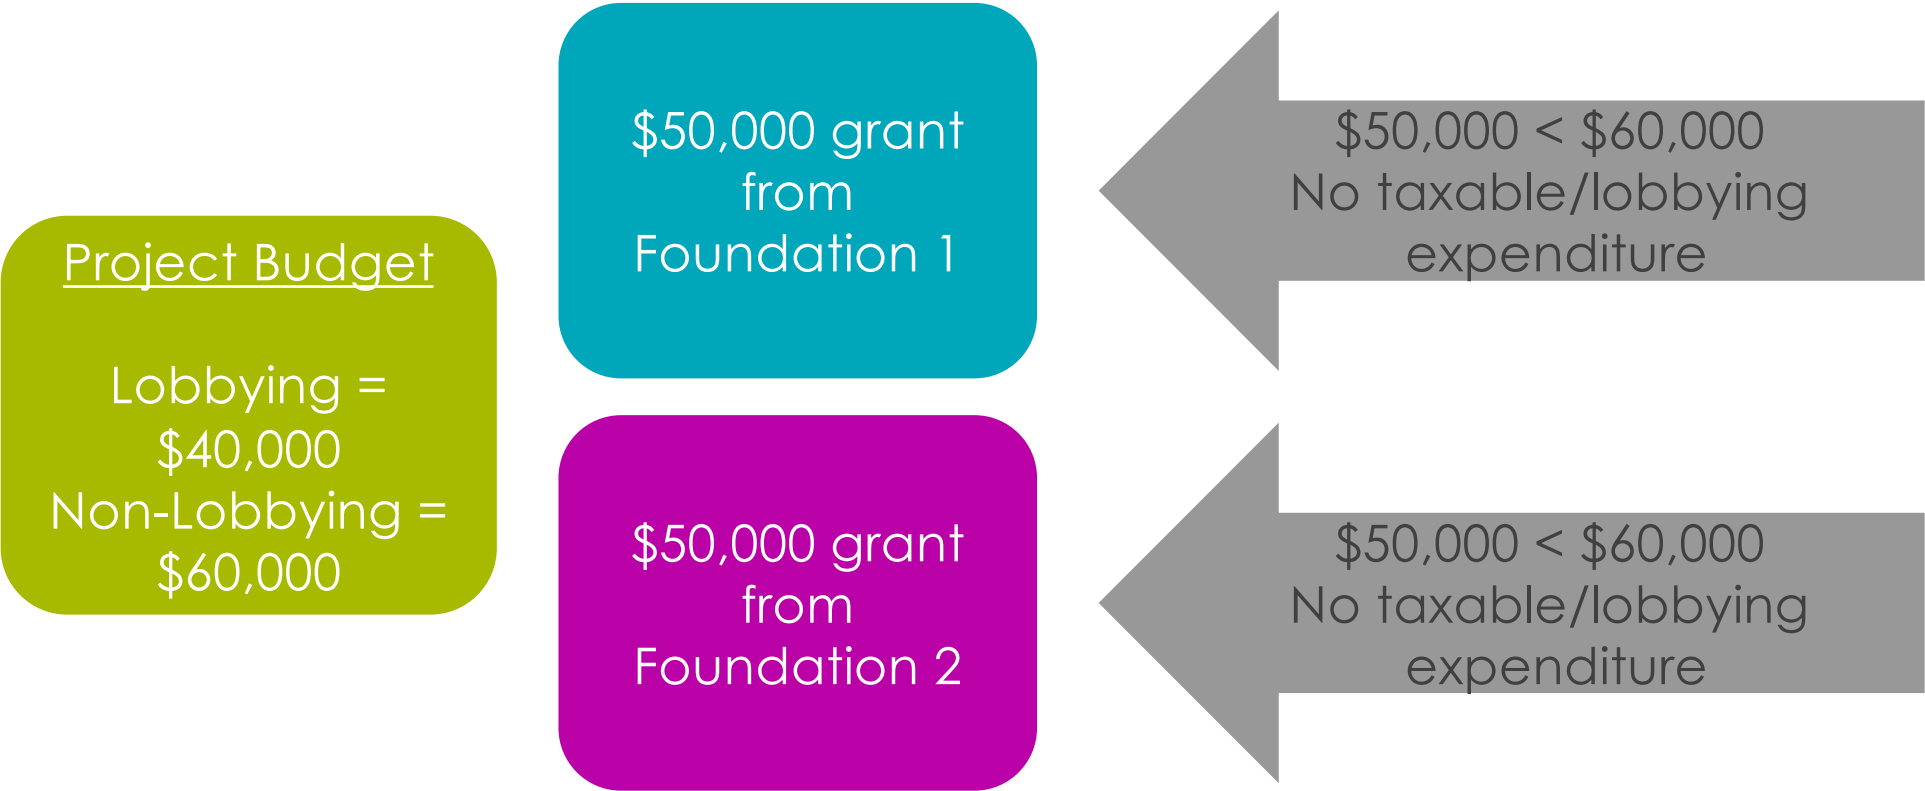 Project Budget
Lobbying =
$40,000
Non-Lobbying =
$60,000
$50,000 grant
from
Foundation 1
$50,000 < $60,000
No taxable/lobbying
expenditure
$50,000 grant
from
Foundation 2
$50,000 < $60,000
No taxable/lobbying
expenditure